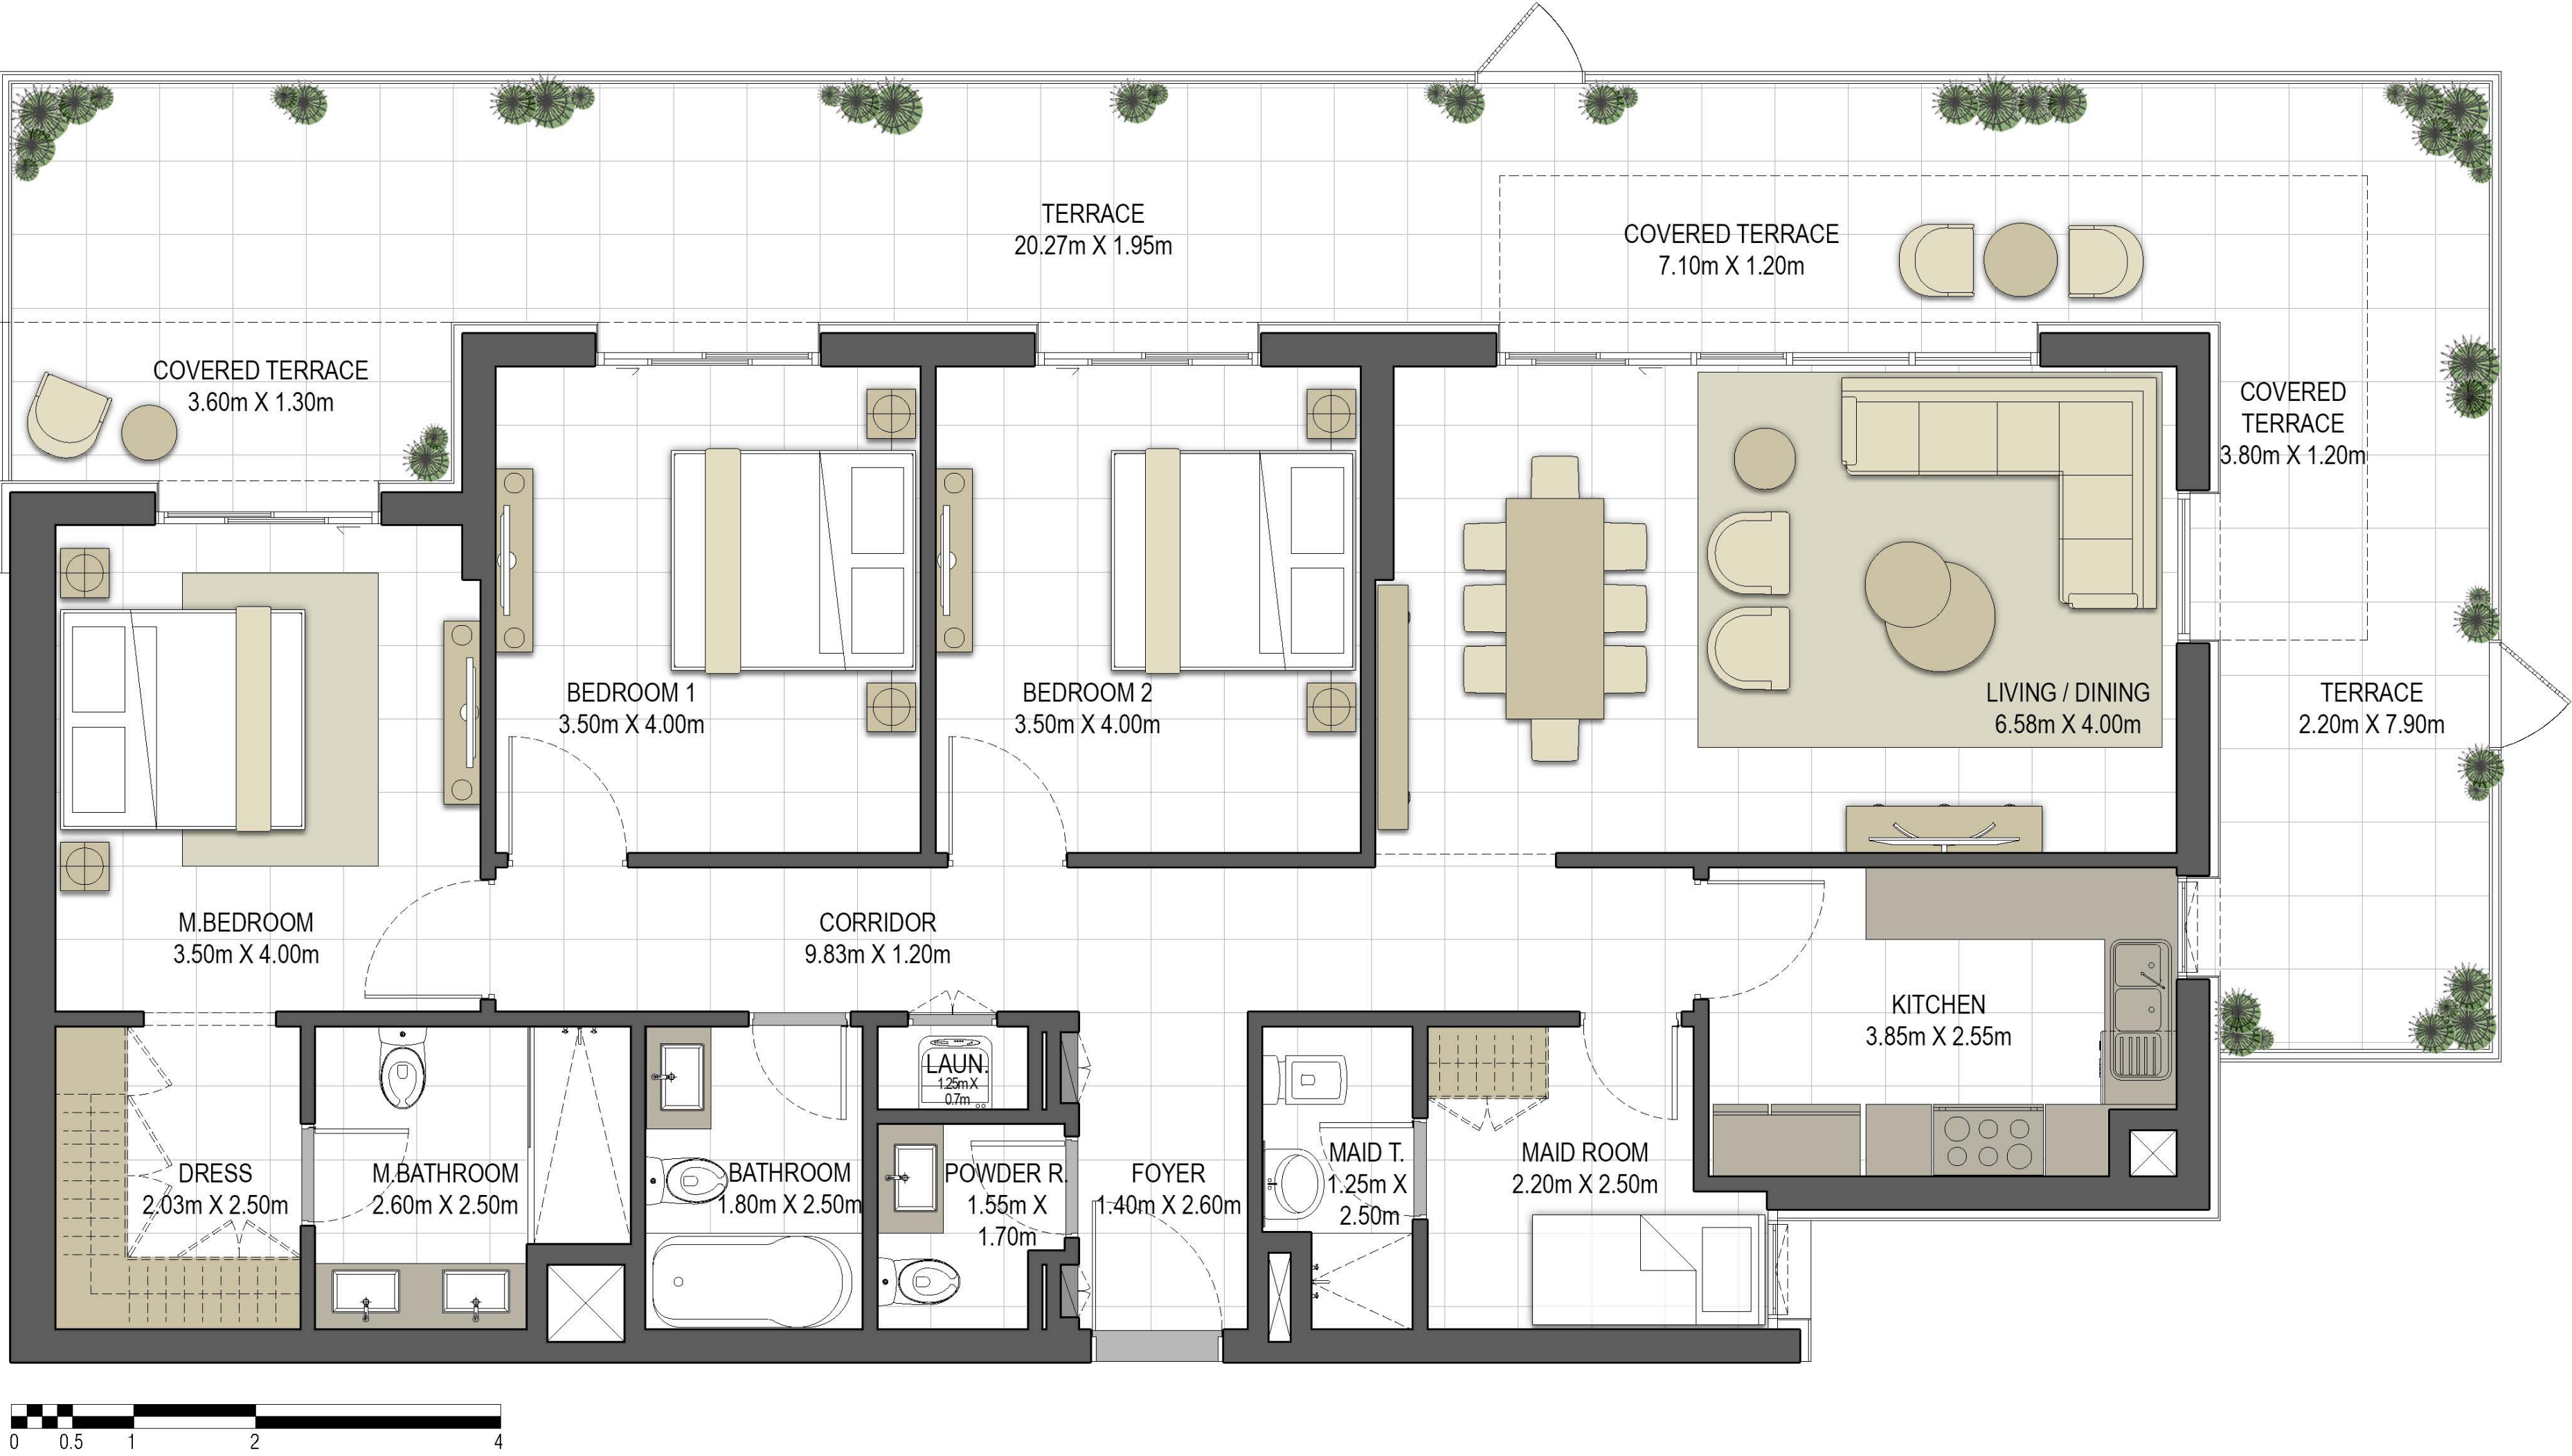 TERRACE
20.27m X 1.95m
COVERED TERRACE
7.10m X 1.20m
COVERED TERRACE
3.60m X 1.30m
COVERED
TERRACE
3.80m X 1.20m
BEDROOM 1
3.50m X 4.00m
BEDROOM 2
3.50m X 4.00m
LIVING / DINING
6.58m X 4.00m
TERRACE
2.20m X 7.90m
M.BEDROOM
3.50m X 4.00m
CORRIDOR
9.83m X 1.20m
KITCHEN
3.85m X 2.55m
LAUN.
1.25m X
0.7m
DRESS
2.03m X 2.50m
M.BATHROOM
2.60m X 2.50m
BATHROOM
1.80m X 2.50m
POWDER R.
1.55m X
1.70m
FOYER
1.40m X 2.60m
MAID T.
1.25m X
2.50m
MAID ROOM
2.20m X 2.50m
0 0.5 1 2 4